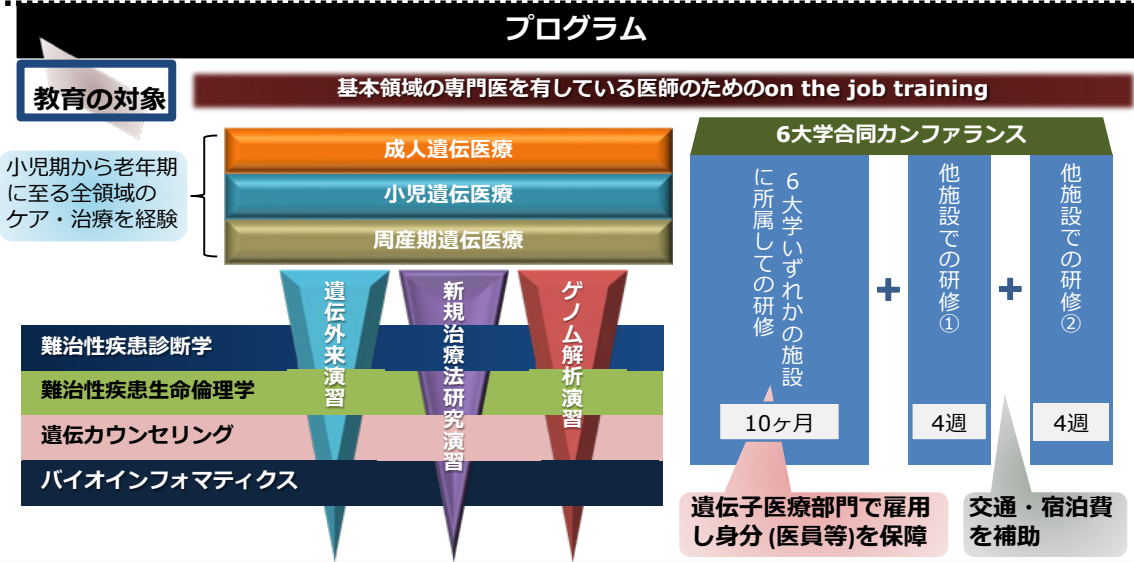 プログラム
教育の対象
基本領域の専門医を有している医師のためのon the job training
小児期から老年期
に至る全領域の
ケア・治療を経験
成人遺伝医療
小児遺伝医療
周産期遺伝医療
遺伝外来演習
新規治療法研究演習
ゲノム解析演習
難治性疾患診断学
難治性疾患生命倫理学
遺伝カウンセリング
バイオインフォマティクス
6大学合同カンファランス
6大学いずれかの施設
に所属しての研修
10ヶ月
+
他施設での研修①
4週
+
他施設での研修②
4週
遺伝子医療部門で雇用
し身分 (医員等)を保障
交通・宿泊費
を補助